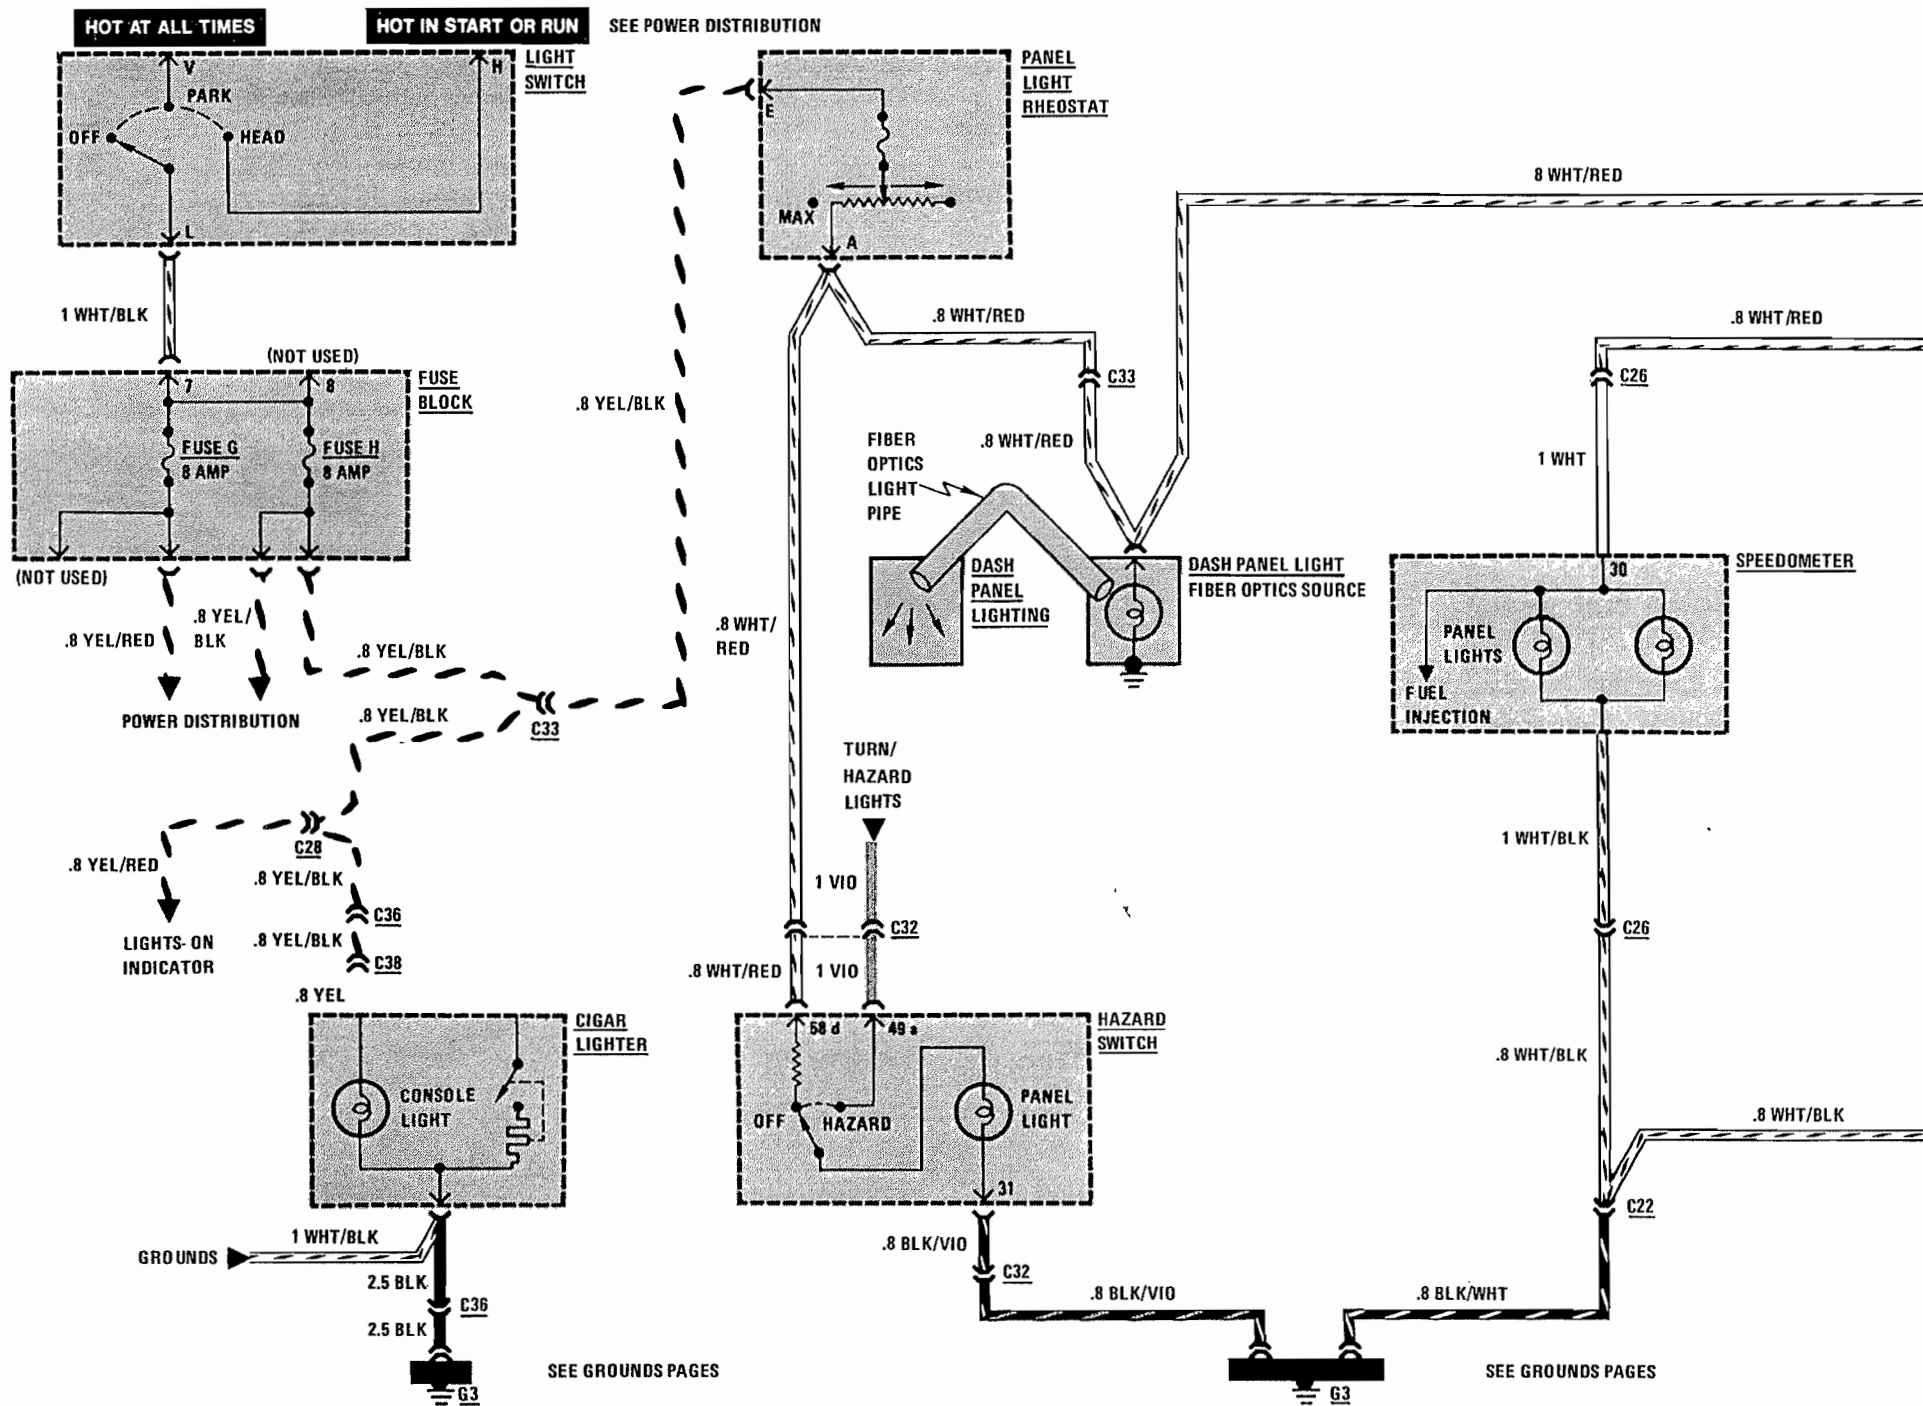 HOT AT ALL TIMES
HOT IN START OR RUN
SEE POWER DISTRIBUTION
LIGHT
SWITCH
V
H
PARK
OFF
HEAD
L
PANEL
LIGHT
RHEOSTAT
E
MAX
A
8 WHT/RED
1 WHT/BLK
.8 WHT/RED
.8 WHT/RED
(NOT USED)
7
8
FUSE
BLOCK
FUSE G
8 AMP
FUSE H
8 AMP
(NOT USED)
.8 YEL/BLK
C33
C26
.8 WHT/RED
FIBER
OPTICS
LIGHT
PIPE
1 WHT
DASH
PANEL
LIGHTING
DASH PANEL LIGHT
FIBER OPTICS SOURCE
30
SPEEDOMETER
PANEL
LIGHTS
FUEL
INJECTION
.8 YEL/RED
.8 YEL/
BLK
.8 YEL/BLK
.8 WHT/
RED
POWER DISTRIBUTION
.8 YEL/BLK
C33
TURN/
HAZARD
LIGHTS
C28
.8 YEL/RED
.8 YEL/BLK
C36
.8 YEL/BLK
C38
LIGHTS-ON
INDICATOR
.8 YEL
1 VIO
C32
.8 WHT/RED
1 VIO
1 WHT/BLK
C26
.8 WHT/BLK
CIGAR
LIGHTER
CONSOLE
LIGHT
58 d
49 a
HAZARD
SWITCH
OFF
HAZARD
PANEL
LIGHT
31
.8 WHT/BLK
C22
GROUNDS
1 WHT/BLK
2.5 BLK
C36
2.5 BLK
.8 BLK/VIO
C32
.8 BLK/VIO
.8 BLK/WHT
SEE GROUNDS PAGES
G3
G3
SEE GROUNDS PAGES